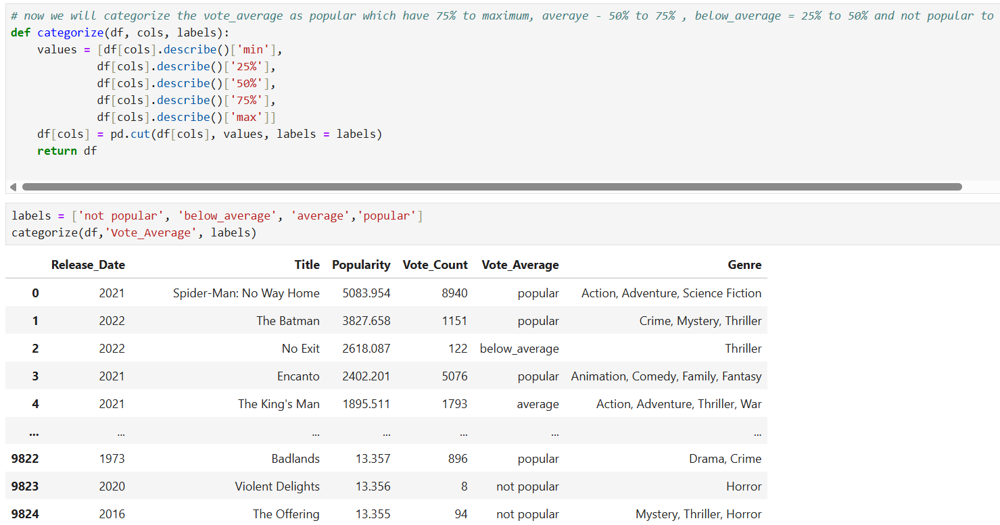 # now we will categorize the vote_average as popular which have 75% to maximum, averaye - 50% to 75% , below_average = 25% to 50% and not popular to
def categorize(df, cols, labels):
    values = [df[cols].describe()['min'],
             df[cols].describe()['25%'],
             df[cols].describe()['50%'],
             df[cols].describe()['75%'],
             df[cols].describe()['max']]
    df[cols] = pd.cut(df[cols], values, labels = labels)
    return df
labels = ['not popular', 'below_average', 'average','popular']
categorize(df,'Vote_Average', labels)
Release_Date Title Popularity Vote_Count Vote_Average Genre
0 2021 Spider-Man: No Way Home 5083.954 8940 popular Action, Adventure, Science Fiction
1 2022 The Batman 3827.658 1151 popular Crime, Mystery, Thriller
2 2022 No Exit 2618.087 122 below_average Thriller
3 2021 Encanto 2402.201 5076 popular Animation, Comedy, Family, Fantasy
4 2021 The King's Man 1895.511 1793 average Action, Adventure, Thriller, War
... ... ... ... ... ... ...
9822 1973 Badlands 13.357 896 popular Drama, Crime
9823 2020 Violent Delights 13.356 8 not popular Horror
9824 2016 The Offering 13.355 94 not popular Mystery, Thriller, Horror